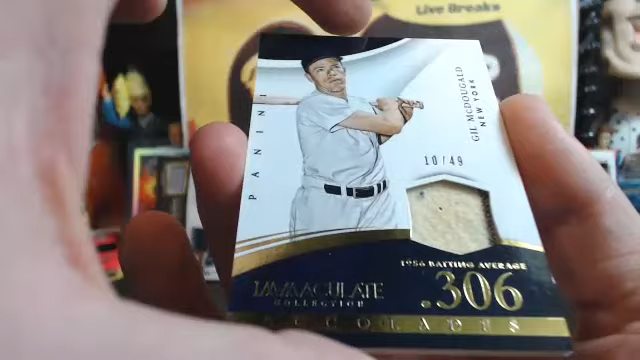 Live Breaks
PANINI
GIL MCDOUGALD
NEW YORK
10/49
1956 BATTING AVERAGE
.306
IMMACULATE
COLLECTION
ACCOLADES